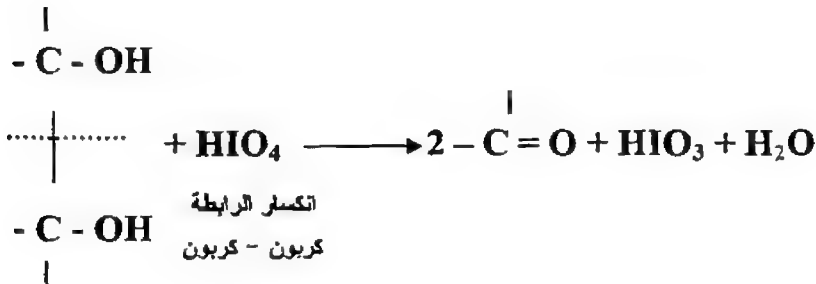 - C - OH
+ HIO₄ → 2 – C = O + HIO₃ + H₂O
انكسار الرابطة
- C - OH
كربون - كربون